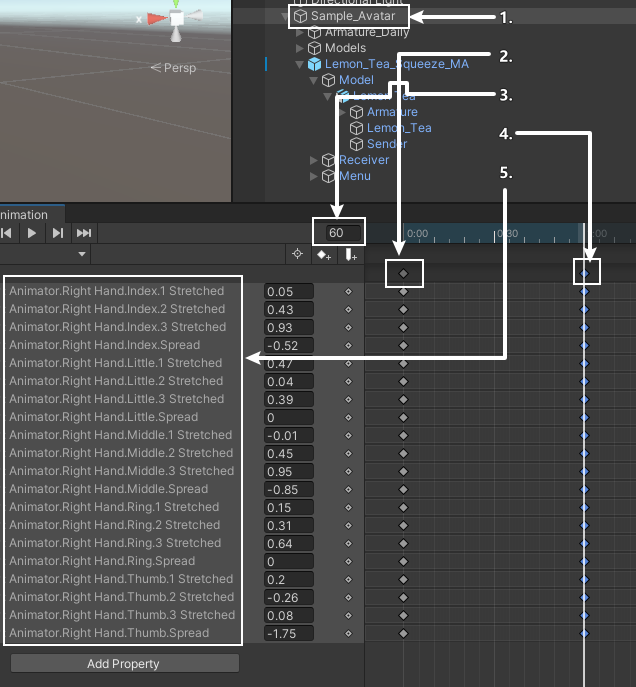 Directional Light
Sample_Avatar
1.
Armature_Daily
Models
2.
Lemon_Tea_Squeeze_MA
x
Persp
Model
Lemon_Tea
3.
Armature
Lemon_Tea
4.
Sender
Receiver
5.
Menu
nimation
60
0:00
0:30
:00
Animator.Right Hand.Index.1 Stretched 0.05
Animator.Right Hand.Index.2 Stretched 0.43
Animator.Right Hand.Index.3 Stretched 0.93
Animator.Right Hand.Index.Spread -0.52
Animator.Right Hand.Little.1 Stretched 0.47
Animator.Right Hand.Little.2 Stretched 0.04
Animator.Right Hand.Little.3 Stretched 0.39
Animator.Right Hand.Little.Spread 0
Animator.Right Hand.Middle.1 Stretched -0.01
Animator.Right Hand.Middle.2 Stretched 0.45
Animator.Right Hand.Middle.3 Stretched 0.95
Animator.Right Hand.Middle.Spread -0.85
Animator.Right Hand.Ring.1 Stretched 0.15
Animator.Right Hand.Ring.2 Stretched 0.31
Animator.Right Hand.Ring.3 Stretched 0.64
Animator.Right Hand.Ring.Spread 0
Animator.Right Hand.Thumb.1 Stretched 0.2
Animator.Right Hand.Thumb.2 Stretched -0.26
Animator.Right Hand.Thumb.3 Stretched 0.08
Animator.Right Hand.Thumb.Spread -1.75
Add Property